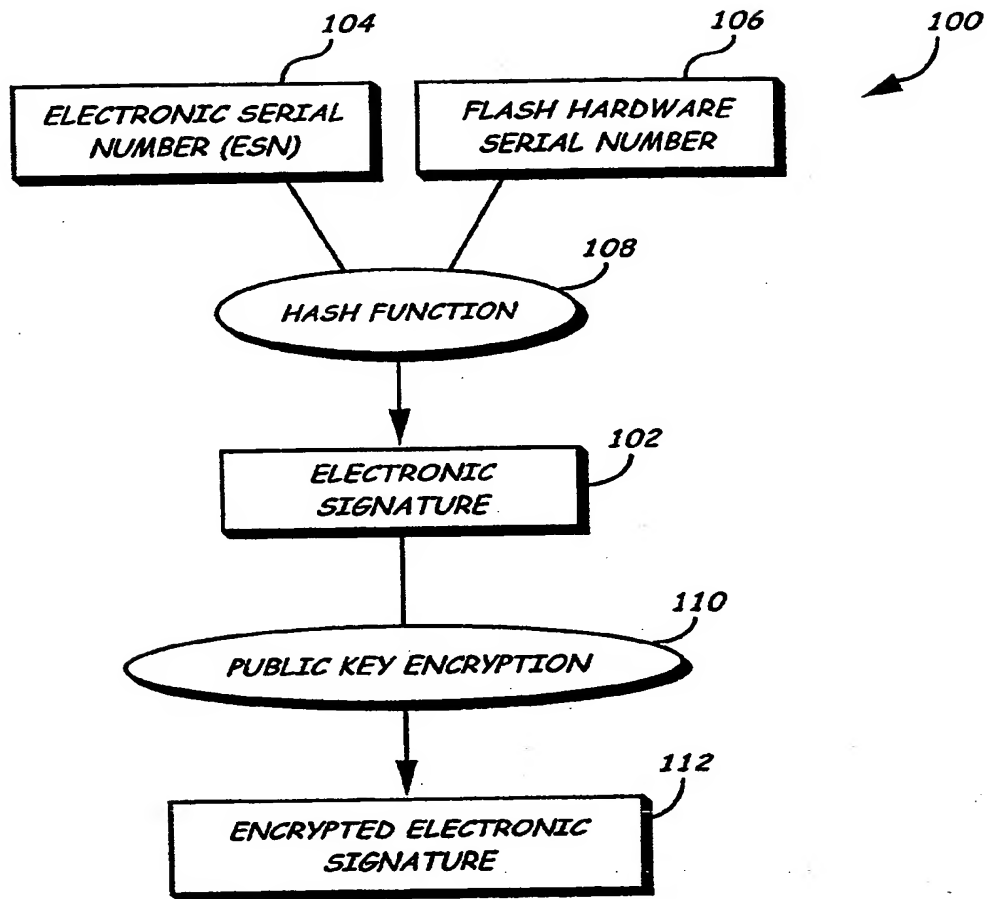 104
106
100
ELECTRONIC SERIAL
NUMBER (ESN)
FLASH HARDWARE
SERIAL NUMBER
108
HASH FUNCTION
102
ELECTRONIC
SIGNATURE
110
PUBLIC KEY ENCRYPTION
112
ENCRYPTED ELECTRONIC
SIGNATURE